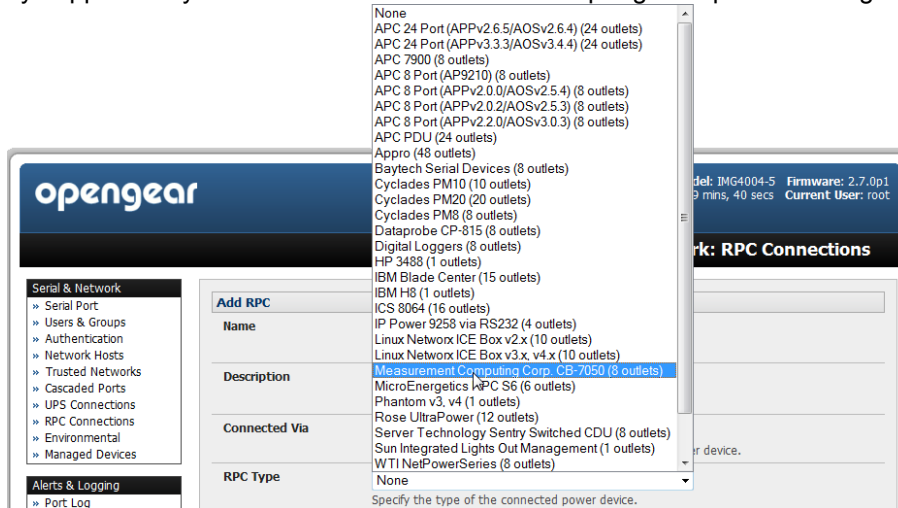 None
APC 24 Port (APPv2.6.5/AOSv2.6.4) (24 outlets)
APC 24 Port (APPv3.3.3/AOSv3.4.4) (24 outlets)
APC 7900 (8 outlets)
APC 8 Port (AP9210) (8 outlets)
APC 8 Port (APPv2.0.0/AOSv2.5.4) (8 outlets)
APC 8 Port (APPv2.0.2/AOSv2.5.3) (8 outlets)
APC 8 Port (APPv2.2.0/AOSv3.0.3) (8 outlets)
APC PDU (24 outlets)
Appro (48 outlets)
Baytech Serial Devices (8 outlets)
Cyclades PM10 (10 outlets)
Cyclades PM20 (20 outlets)
Cyclades PM8 (8 outlets)
Dataprobe CP-815 (8 outlets)
Digital Loggers (8 outlets)
HP 3488 (1 outlets)
IBM Blade Center (15 outlets)
IBM H8 (1 outlets)
ICS 8064 (16 outlets)
IP Power 9258 via RS232 (4 outlets)
Linux Networx ICE Box v2.x (10 outlets)
Linux Networx ICE Box v3.x, v4.x (10 outlets)
Measurement Computing Corp. CB-7050 (8 outlets)
MicroEnergetics RPC S6 (6 outlets)
Phantom v3, v4 (1 outlets)
Rose UltraPower (12 outlets)
Server Technology Sentry Switched CDU (8 outlets)
Sun Integrated Lights Out Management (1 outlets)
WTI NetPowerSeries (8 outlets)
opengear
IMG4004-5 Firmware: 2.7.0p1
mins, 40 secs Current User: root
RPC Connections
Serial & Network
» Serial Port
» Users & Groups
» Authentication
» Network Hosts
» Trusted Networks
» Cascaded Ports
» UPS Connections
» RPC Connections
» Environmental
» Managed Devices
Alerts & Logging
» Port Log
Add RPC
Name
Description
Connected Via
device.
RPC Type
None
Specify the type of the connected power device.